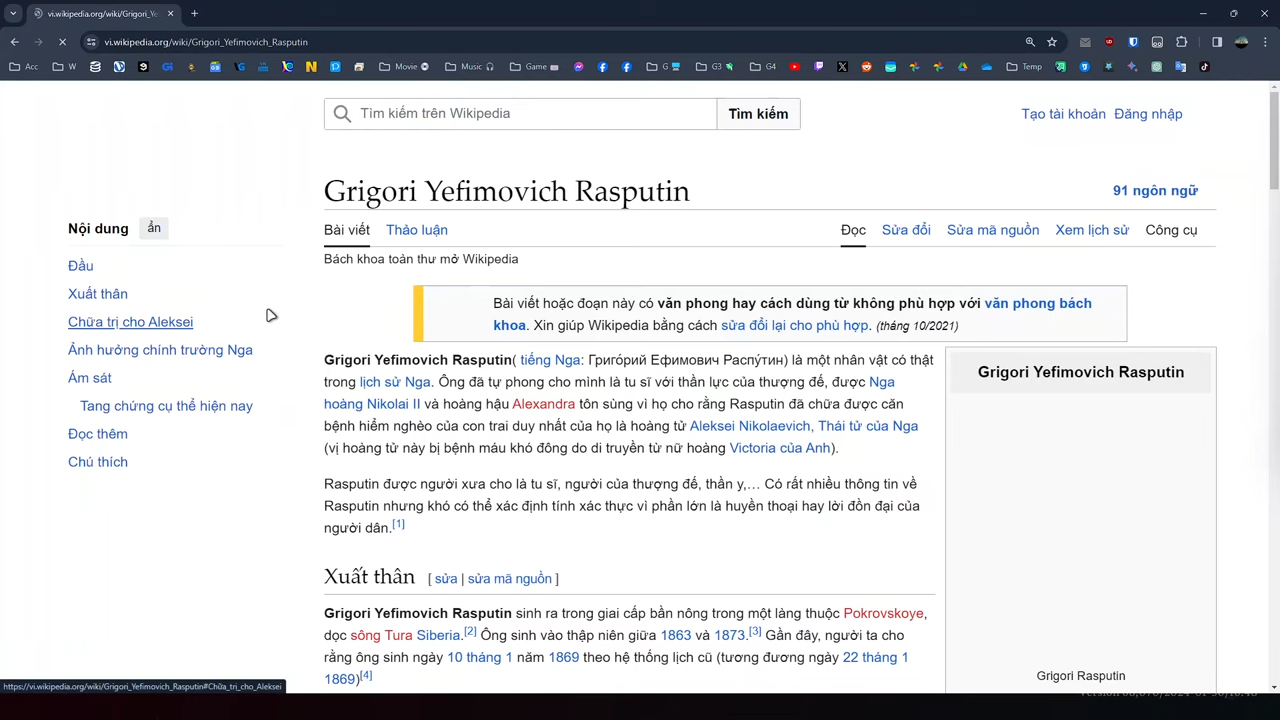 vi.wikipedia.org/wiki/Grigori_Ye
vi.wikipedia.org/wiki/Grigori_Yefimovich_Rasputin
Acc W Movie Music Game G G3 G4 Temp
Tìm kiếm trên Wikipedia Tìm kiếm Tạo tài khoản Đăng nhập
Grigori Yefimovich Rasputin 91 ngôn ngữ
Nội dung ẩn
Đầu
Xuất thân
Chữa trị cho Aleksei
Ảnh hưởng chính trường Nga
Ám sát
Tang chứng cụ thể hiện nay
Đọc thêm
Chú thích
Bài viết Thảo luận Đọc Sửa đổi Sửa mã nguồn Xem lịch sử Công cụ
Bách khoa toàn thư mở Wikipedia
Bài viết hoặc đoạn này có văn phong hay cách dùng từ không phù hợp với văn phong bách
khoa. Xin giúp Wikipedia bằng cách sửa đổi lại cho phù hợp. (tháng 10/2021)
Grigori Yefimovich Rasputin( tiếng Nga: Григо́рий Ефимович Распу́тин) là một nhân vật có thật
trong lịch sử Nga. Ông đã tự phong cho mình là tu sĩ với thần lực của thượng đế, được Nga
hoàng Nikolai II và hoàng hậu Alexandra tôn sùng vì họ cho rằng Rasputin đã chữa được căn
bệnh hiểm nghèo của con trai duy nhất của họ là hoàng tử Aleksei Nikolaevich, Thái tử của Nga
(vị hoàng tử này bị bệnh máu khó đông do di truyền từ nữ hoàng Victoria của Anh).
Rasputin được người xưa cho là tu sĩ, người của thượng đế, thần y,… Có rất nhiều thông tin về
Rasputin nhưng khó có thể xác định tính xác thực vì phần lớn là huyền thoại hay lời đồn đại của
người dân.[1]
Xuất thân [ sửa | sửa mã nguồn ]
Grigori Yefimovich Rasputin sinh ra trong giai cấp bần nông trong một làng thuộc Pokrovskoye,
dọc sông Tura Siberia.[2] Ông sinh vào thập niên giữa 1863 và 1873.[3] Gần đây, người ta cho
rằng ông sinh ngày 10 tháng 1 năm 1869 theo hệ thống lịch cũ (tương đương ngày 22 tháng 1
1869)[4]
Grigori Yefimovich Rasputin
Grigori Rasputin
https://vi.wikipedia.org/wiki/Grigori_Yefimovich_Rasputin#Chữa_trị_cho_Aleksei